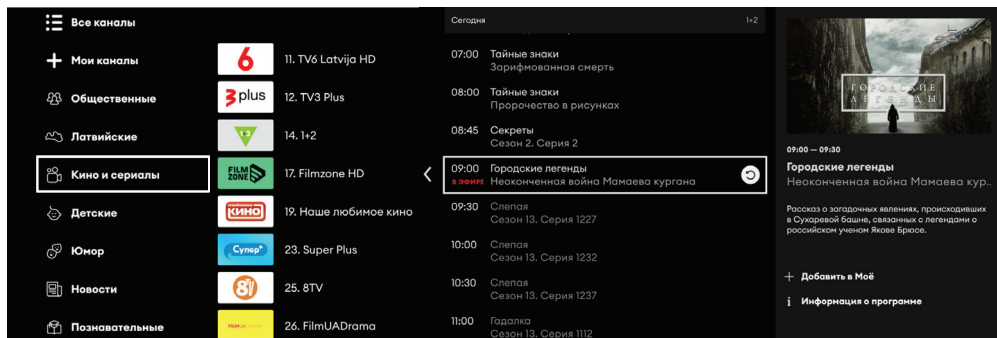 Все каналы
Мои каналы
Общественные
Латвийские
Кино и сериалы
Детские
Юмор
Новости
Познавательные
6
11. TV6 Latvija HD
3 plus
12. TV3 Plus
1+2
14. 1+2
FILM
ZONE
17. Filmzone HD
КИНО
19. Наше любимое кино
Супер+
23. Super Plus
8
25. 8TV
26. FilmUADrama
Сегодня
1+2
07:00 Тайные знаки
Зарифмованная смерть
08:00 Тайные знаки
Пророчество в рисунках
08:45 Секреты
Сезон 2. Серия 2
09:00 Городские легенды
В ЭФИРЕ Неоконченная война Мамаева кургана
09:30 Слепая
Сезон 13. Серия 1227
10:00 Слепая
Сезон 13. Серия 1232
10:30 Слепая
Сезон 13. Серия 1237
11:00 Гадалка
Сезон 13. Серия 1112
ГОРОДСКИЕ
ЛЕГЕНДЫ
09:00 — 09:30
Городские легенды
Неоконченная война Мамаева кур..
Рассказ о загадочных явлениях, происходивших
в Сухаревой башне, связанных с легендами о
российском ученом Якове Брюсе.
Добавить в Моё
Информация о программе